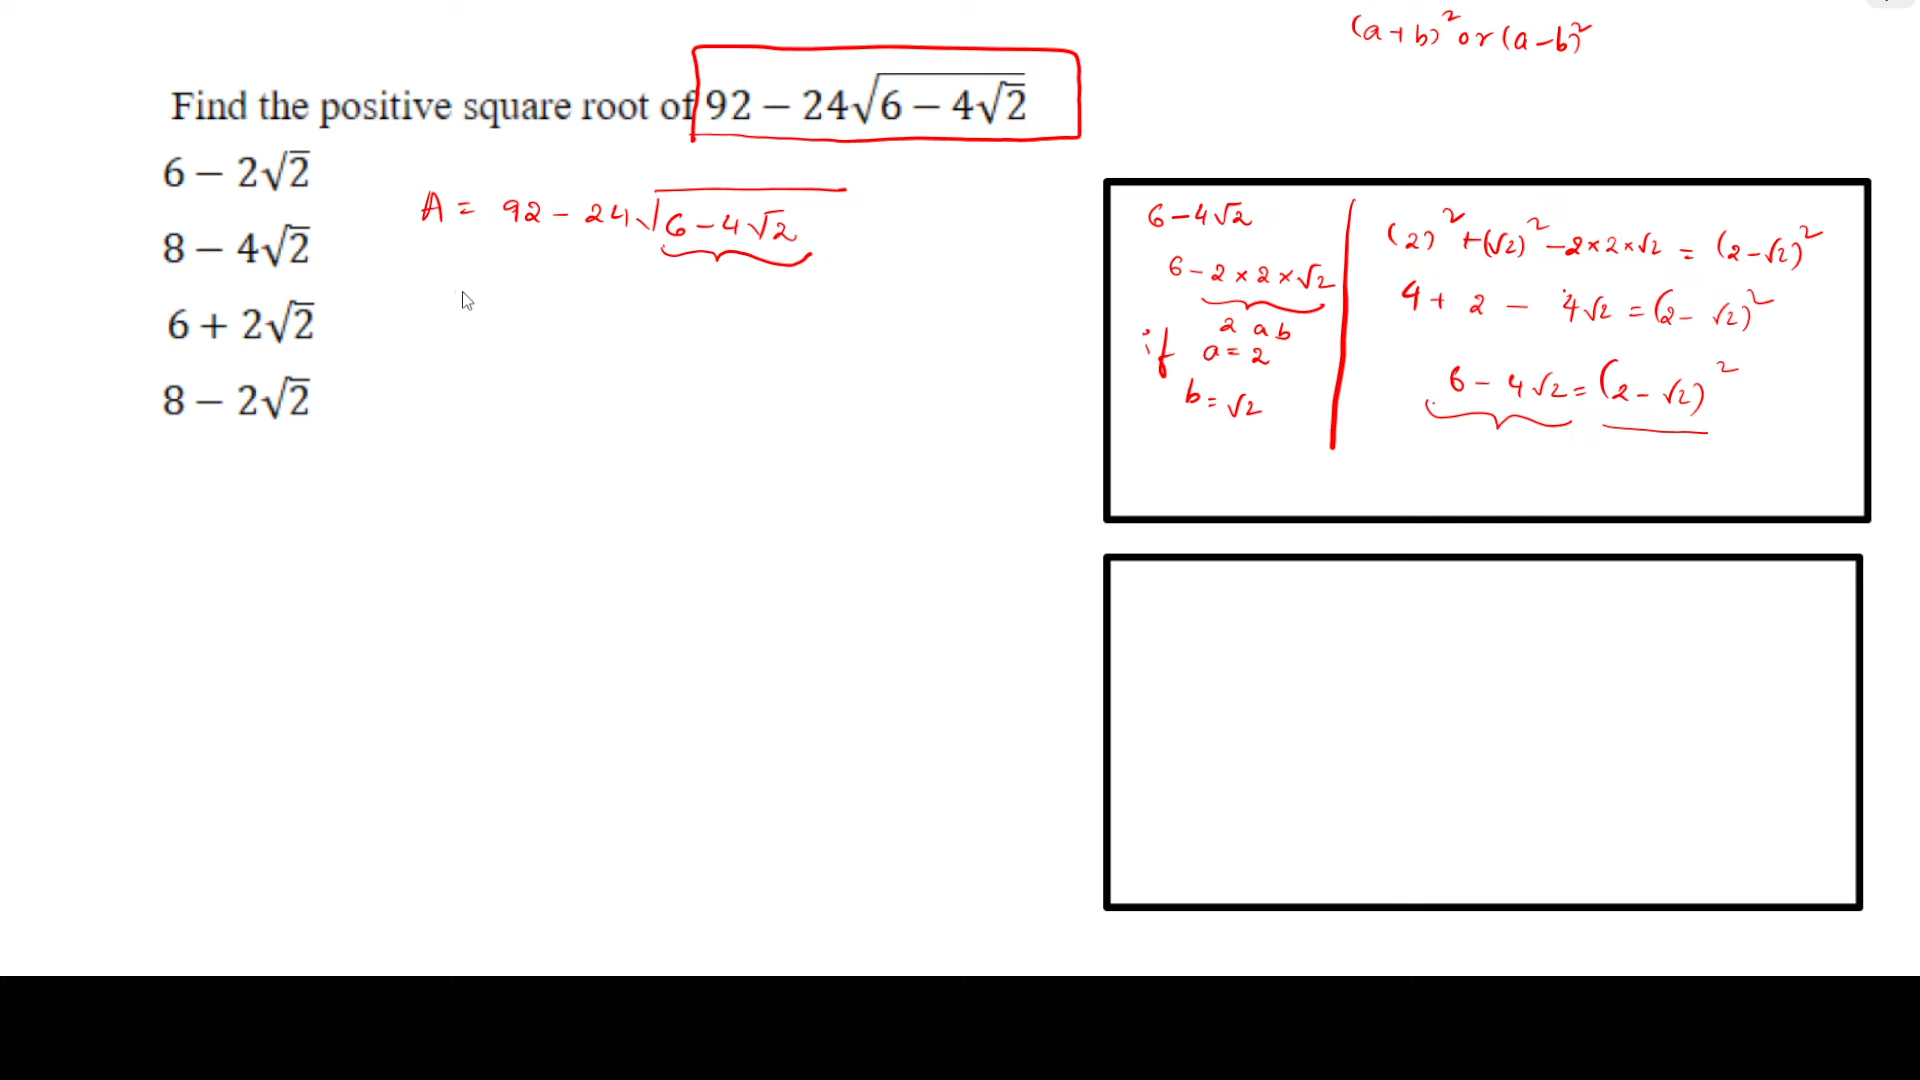 (a+b)² or (a-b)²
Find the positive square root of 92 − 24√(6 − 4√2)
6 − 2√2
8 − 4√2
6 + 2√2
8 − 2√2
A = 92 - 24√(6 - 4√2)
6-4√2
6 - 2 × 2 × √2
2 a b
if a = 2
b = √2
(2)² + (√2)² - 2×2×√2 = (2-√2)²
4 + 2 - 4√2 = (2 - √2)²
6 - 4√2 = (2 - √2)²